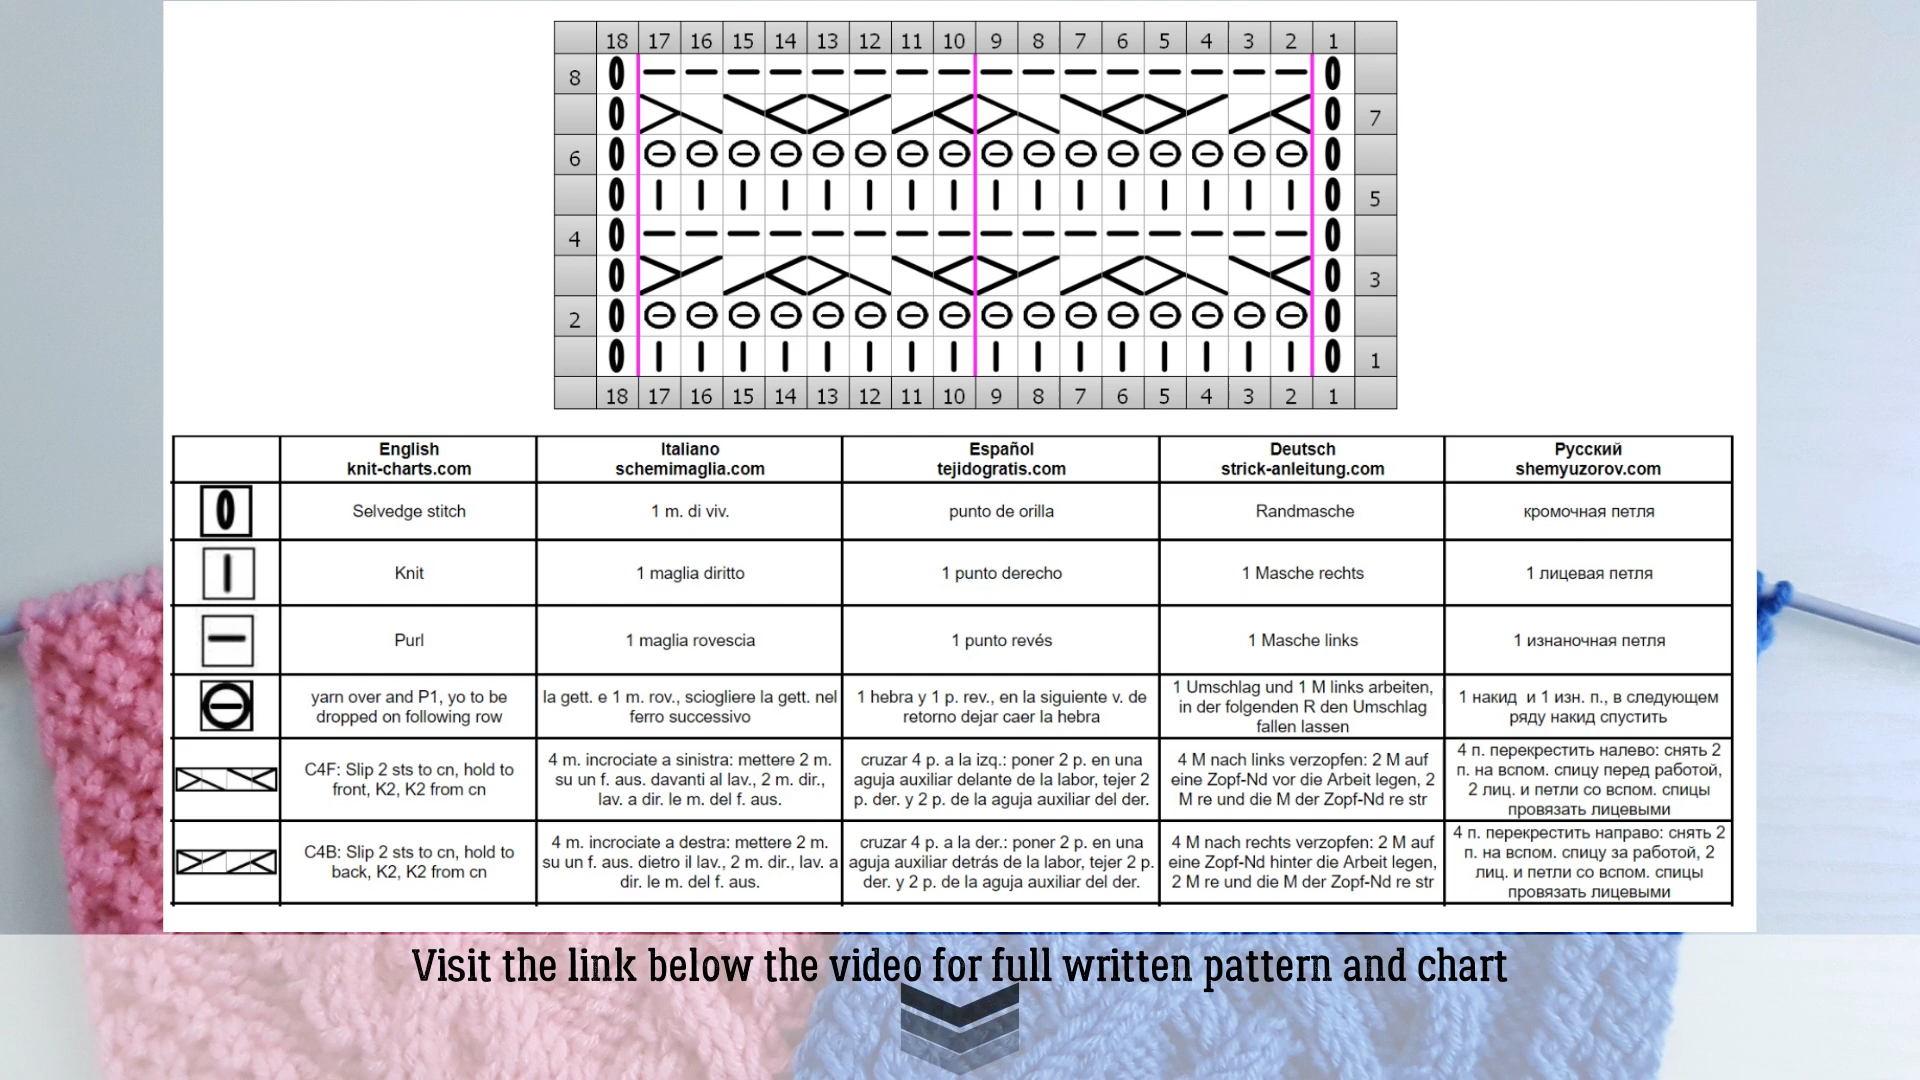 18 17 16 15 14 13 12 11 10 9 8 7 6 5 4 3 2 1
8
7
6
5
4
3
2
1
18 17 16 15 14 13 12 11 10 9 8 7 6 5 4 3 2 1
English
knit-charts.com
Italiano
schemimaglia.com
Español
tejidogratis.com
Deutsch
strick-anleitung.com
Русский
shemyuzorov.com
Selvedge stitch
1 m. di viv.
punto de orilla
Randmasche
кромочная петля
Knit
1 maglia diritto
1 punto derecho
1 Masche rechts
1 лицевая петля
Purl
1 maglia rovescia
1 punto revés
1 Masche links
1 изнаночная петля
yarn over and P1, yo to be
dropped on following row
la gett. e 1 m. rov., sciogliere la gett. nel
ferro successivo
1 hebra y 1 p. rev., en la siguiente v. de
retorno dejar caer la hebra
1 Umschlag und 1 M links arbeiten,
in der folgenden R den Umschlag
fallen lassen
1 накид и 1 изн. п., в следующем
ряду накид спустить
C4F: Slip 2 sts to cn, hold to
front, K2, K2 from cn
4 m. incrociate a sinistra: mettere 2 m.
su un f. aus. davanti al lav., 2 m. dir.,
lav. a dir. le m. del f. aus.
cruzar 4 p. a la izq.: poner 2 p. en una
aguja auxiliar delante de la labor, tejer 2
p. der. y 2 p. de la aguja auxiliar del der.
4 M nach links verzopfen: 2 M auf
eine Zopf-Nd vor die Arbeit legen, 2
M re und die M der Zopf-Nd re str
4 п. перекрестить налево: снять 2
п. на вспом. спицу перед работой,
2 лиц. и петли со вспом. спицы
провязать лицевыми
C4B: Slip 2 sts to cn, hold to
back, K2, K2 from cn
4 m. incrociate a destra: mettere 2 m.
su un f. aus. dietro il lav., 2 m. dir., lav. a
dir. le m. del f. aus.
cruzar 4 p. a la der.: poner 2 p. en una
aguja auxiliar detrás de la labor, tejer 2 p.
der. y 2 p. de la aguja auxiliar del der.
4 M nach rechts verzopfen: 2 M auf
eine Zopf-Nd hinter die Arbeit legen,
2 M re und die M der Zopf-Nd re str
4 п. перекрестить направо: снять 2
п. на вспом. спицу за работой, 2
лиц. и петли со вспом. спицы
провязать лицевыми
Visit the link below the video for full written pattern and chart